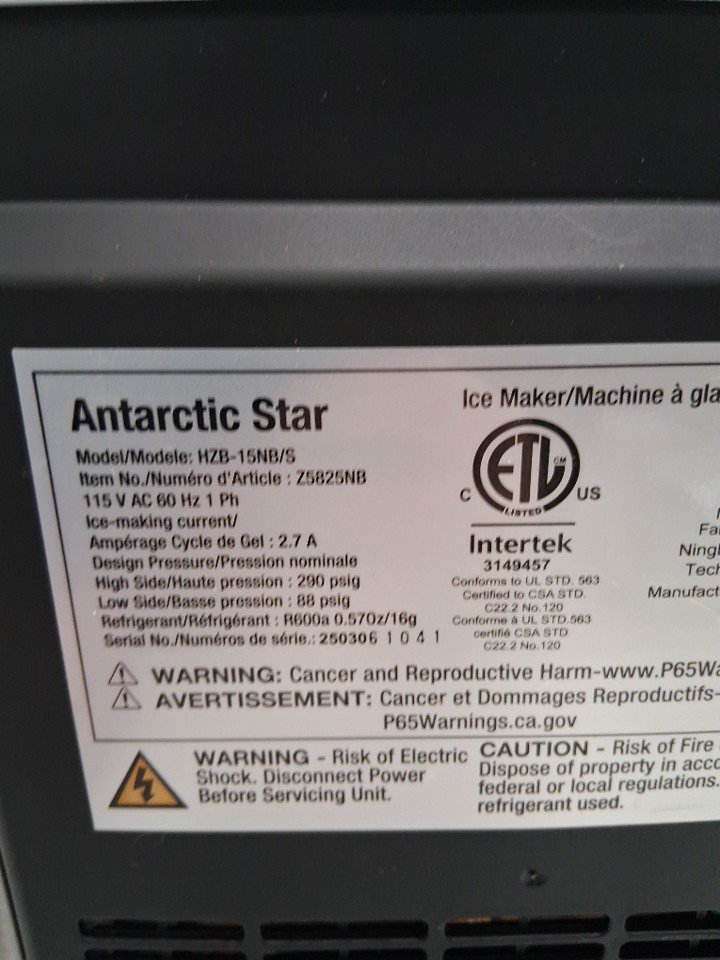 Antarctic Star
Model/Modele: HZB-15NB/S
Item No./Numéro d'Article : Z5825NB
115 V AC 60 Hz 1 Ph
Ice-making current/
Ampérage Cycle de Gel : 2.7 A
Design Pressure/Pression nominale
High Side/Haute pression : 290 psig
Low Side/Basse pression : 88 psig
Refrigerant/Réfrigérant : R600a 0.570z/16g
Serial No./Numéros de série.: 250306 1 0 4 1
Ice Maker/Machine à gla
ETL CM
C US
LISTED
Intertek
3149457
Conforms to UL STD. 563
Certified to CSA STD.
C22.2 No.120
Conforme à UL STD.563
certifié CSA STD
C22.2 No.120
Fa
Ningl
Tech
Manufact
WARNING: Cancer and Reproductive Harm-www.P65Wa
AVERTISSEMENT: Cancer et Dommages Reproductifs-
P65Warnings.ca.gov
WARNING - Risk of Electric
Shock. Disconnect Power
Before Servicing Unit.
CAUTION - Risk of Fire
Dispose of property in acco
federal or local regulations.
refrigerant used.